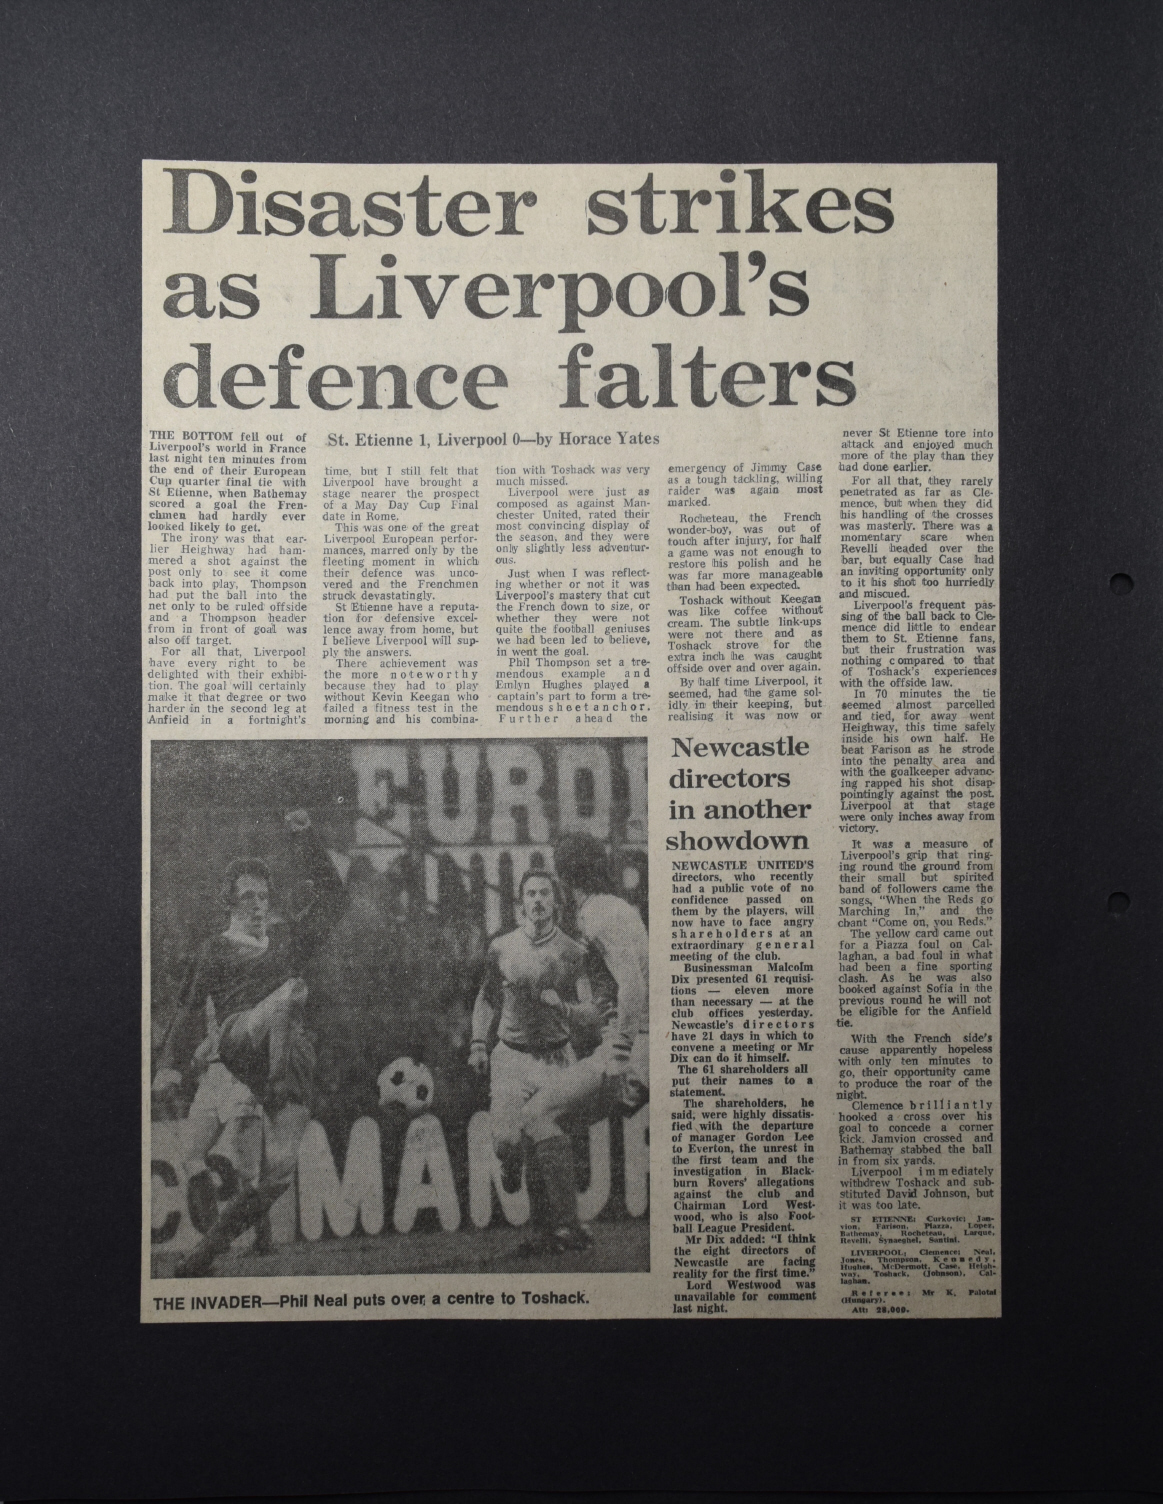 Disaster strikes
as Liverpool's
defence falters
St. Etienne 1, Liverpool 0—by Horace Yates
THE BOTTOM fell out of
Liverpool's world in France
last night ten minutes from
the end of their European
Cup quarter final tie with
St Etienne, when Bathemay
scored a goal the Fren-
chmen had hardly ever
looked likely to get.
The irony was that ear-
lier Heighway had ham-
mered a shot against the
post only to see it come
back into play. Thompson
had put the ball into the
net only to be ruled offside
and a Thompson header
from in front of goal was
also off target.
For all that, Liverpool
have every right to be
delighted with their exhibi-
tion. The goal will certainly
make it that degree or two
harder in the second leg at
Anfield in a fortnight's
time, but I still felt that
Liverpool have brought a
stage nearer the prospect
of a May Day Cup Final
date in Rome.
This was one of the great
Liverpool European perfor-
mances, marred only by the
fleeting moment in which
their defence was unco-
vered and the Frenchmen
struck devastatingly.
St Etienne have a reputa-
tion for defensive excel-
lence away from home, but
I believe Liverpool will sup-
ply the answers.
There achievement was
the more noteworthy
because they had to play
without Kevin Keegan who
failed a fitness test in the
morning and his combina-
tion with Toshack was very
much missed.
Liverpool were just as
composed as against Man-
chester United, rated their
most convincing display of
the season, and they were
only slightly less adventur-
ous.
Just when I was reflect-
ing whether or not it was
Liverpool's mastery that cut
the French down to size, or
whether they were not
quite the football geniuses
we had been led to believe,
in went the goal.
Phil Thompson set a tre-
mendous example and
Emlyn Hughes played a
captain's part to form a tre-
mendous sheet anchor.
Further ahead the
emergency of Jimmy Case
as a tough tackling, willing
raider was again most
marked.
Rocheteau, the French
wonder-boy, was out of
touch after injury, for half
a game was not enough to
restore his polish and he
was far more manageable
than had been expected.
Toshack without Keegan
was like coffee without
cream. The subtle link-ups
were not there and as
Toshack strove for the
extra inch he was caught
offside over and over again.
By half time Liverpool, it
seemed, had the game sol-
idly in their keeping, but
realising it was now or
never St Etienne tore into
attack and enjoyed much
more of the play than they
had done earlier.
For all that, they rarely
penetrated as far as Cle-
mence, but when they did
his handling of the crosses
was masterly. There was a
momentary scare when
Revelli headed over the
bar, but equally Case had
an inviting opportunity only
to it his shot too hurriedly
and miscued.
Liverpool's frequent pas-
sing of the ball back to Cle-
mence did little to endear
them to St. Etienne fans,
but their frustration was
nothing compared to that
of Toshack's experiences
with the offside law.
In 70 minutes the tie
seemed almost parcelled
and tied, for away went
Heighway, this time safely
inside his own half. He
beat Farison as he strode
into the penalty area and
with the goalkeeper advanc-
ing rapped his shot disap-
pointingly against the post.
Liverpool at that stage
were only inches away from
victory.
It was a measure of
Liverpool's grip that ring-
ing round the ground from
their small but spirited
band of followers came the
songs, "When the Reds go
Marching In," and the
chant "Come on, you Reds."
The yellow card came out
for a Piazza foul on Cal-
laghan, a bad foul in what
had been a fine sporting
clash. As he was also
booked against Sofia in the
previous round he will not
be eligible for the Anfield
tie.
With the French side's
cause apparently hopeless
with only ten minutes to
go, their opportunity came
to produce the roar of the
night.
Clemence brilliantly
hooked a cross over his
goal to concede a corner
kick. Jamvion crossed and
Bathemay stabbed the ball
in from six yards.
Liverpool immediately
withdrew Toshack and sub-
stituted David Johnson, but
it was too late.
ST ETIENNE: Curkovic; Jan-
vion, Farison, Piazza, Lopez,
Bathemay, Rocheteau, Larque,
Revelli, Synaeghel, Santini.
LIVERPOOL: Clemence; Neal,
Jones, Thompson, Kennedy,
Hughes, McDermott, Case, Heigh-
way, Toshack, (Johnson), Cal-
laghan.
Referee: Mr K. Palotai
(Hungary).
Att: 28,000.
Newcastle
directors
in another
showdown
NEWCASTLE UNITED'S
directors, who recently
had a public vote of no
confidence passed on
them by the players, will
now have to face angry
shareholders at an
extraordinary general
meeting of the club.
Businessman Malcolm
Dix presented 61 requisi-
tions — eleven more
than necessary — at the
club offices yesterday.
Newcastle's directors
have 21 days in which to
convene a meeting or Mr
Dix can do it himself.
The 61 shareholders all
put their names to a
statement.
The shareholders, he
said, were highly dissatis-
fied with the departure
of manager Gordon Lee
to Everton, the unrest in
the first team and the
investigation in Black-
burn Rovers' allegations
against the club and
Chairman Lord West-
wood, who is also Foot-
ball League President.
Mr Dix added: "I think
the eight directors of
Newcastle are facing
reality for the first time."
Lord Westwood was
unavailable for comment
last night.
EURO
MAN
THE INVADER—Phil Neal puts over a centre to Toshack.